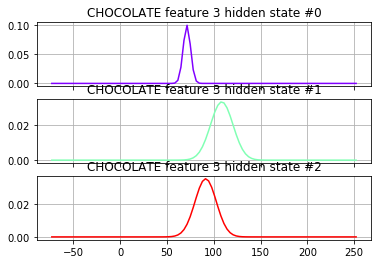 CHOCOLATE feature 3 hidden state #0
0.10
0.05
0.00
CHOCOLATE feature 3 hidden state #1
0.02
0.00
CHOCOLATE feature 3 hidden state #2
0.02
0.00
−50 0 50 100 150 200 250